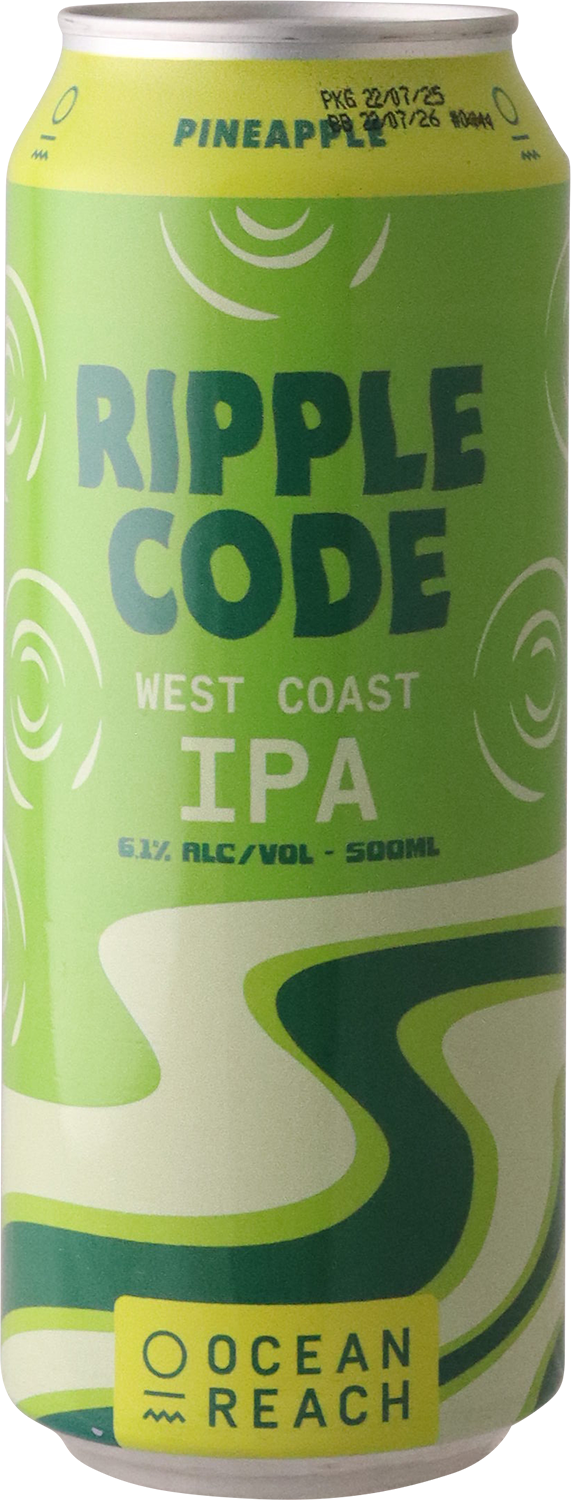 PKG 22/07/25
BB 22/07/26
PINEAPPLE
RIPPLE
CODE
WEST COAST
IPA
6.1% ALC/VOL - 500ML
OCEAN
REACH